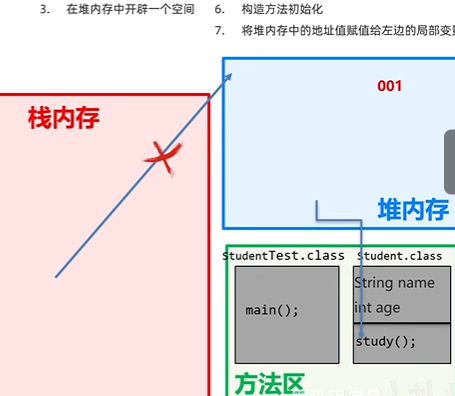 3. 在堆内存中开辟一个空间
6. 构造方法初始化
7. 将堆内存中的地址值赋值给左边的局部变量
栈内存
001
堆内存
StudentTest.class
Student.class
String name
int age
main();
study();
方法区